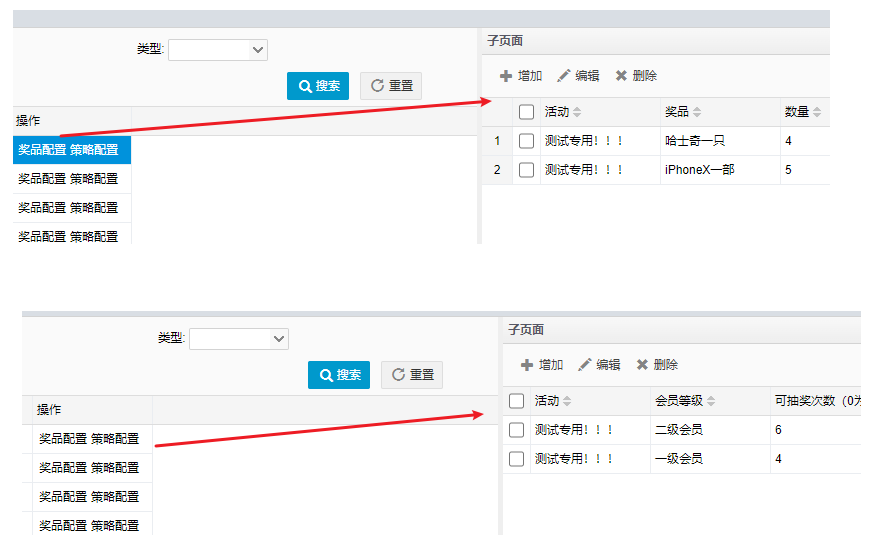 类型:
搜索 重置
操作
奖品配置 策略配置
奖品配置 策略配置
奖品配置 策略配置
奖品配置 策略配置
子页面
增加 编辑 删除
活动 奖品 数量
1 测试专用！！！ 哈士奇一只 4
2 测试专用！！！ iPhoneX一部 5
类型:
搜索 重置
操作
奖品配置 策略配置
奖品配置 策略配置
奖品配置 策略配置
奖品配置 策略配置
子页面
增加 编辑 删除
活动 会员等级 可抽奖次数（0为
测试专用！！！ 二级会员 6
测试专用！！！ 一级会员 4